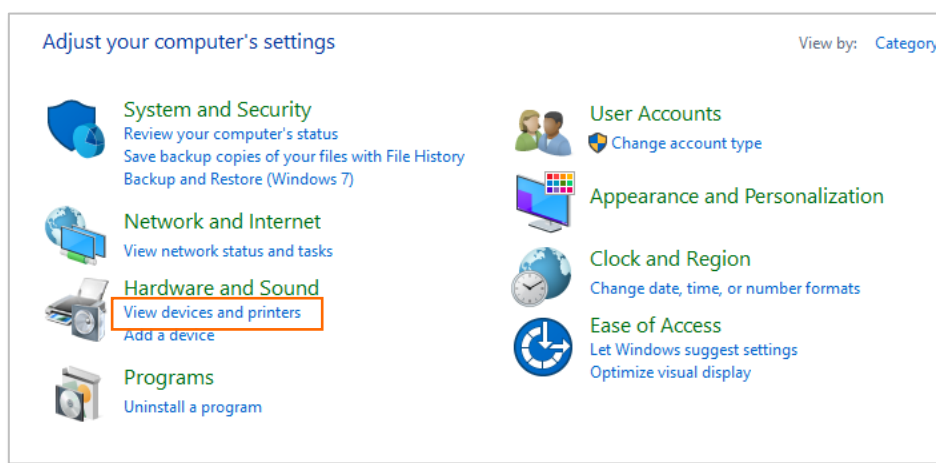 Adjust your computer's settings
View by: Category
System and Security
Review your computer's status
Save backup copies of your files with File History
Backup and Restore (Windows 7)
Network and Internet
View network status and tasks
Hardware and Sound
View devices and printers
Add a device
Programs
Uninstall a program
User Accounts
Change account type
Appearance and Personalization
Clock and Region
Change date, time, or number formats
Ease of Access
Let Windows suggest settings
Optimize visual display